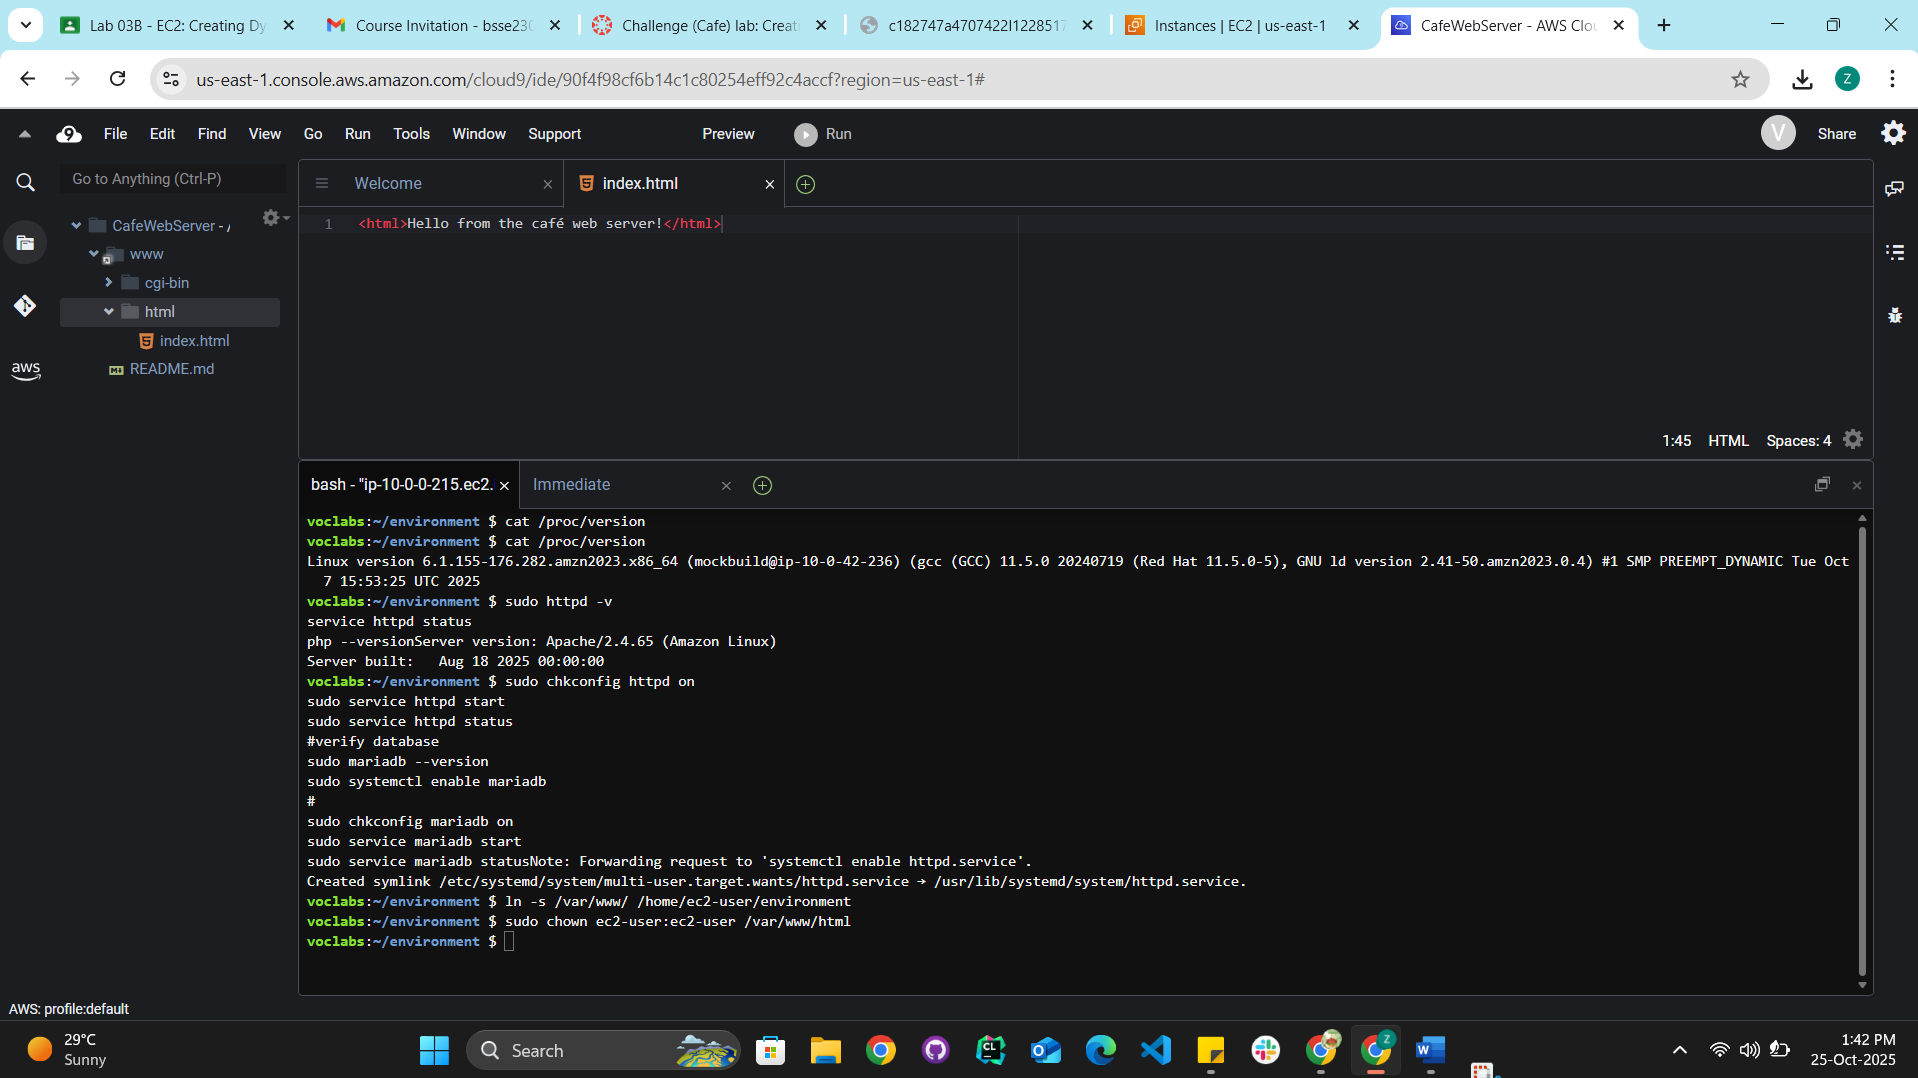 Lab 03B - EC2: Creating Dy
Course Invitation - bsse230
Challenge (Cafe) lab: Creati
c182747a4707422l1228517
Instances | EC2 | us-east-1
CafeWebServer - AWS Clou
us-east-1.console.aws.amazon.com/cloud9/ide/90f4f98cf6b14c1c80254eff92c4accf?region=us-east-1#
Z
9 File Edit Find View Go Run Tools Window Support Preview Run V Share
Go to Anything (Ctrl-P)
Welcome
index.html
CafeWebServer - /
www
cgi-bin
html
index.html
README.md
aws
1 <html>Hello from the café web server!</html>
1:45 HTML Spaces: 4
bash - "ip-10-0-0-215.ec2.
Immediate
voclabs:~/environment $ cat /proc/version
voclabs:~/environment $ cat /proc/version
Linux version 6.1.155-176.282.amzn2023.x86_64 (mockbuild@ip-10-0-42-236) (gcc (GCC) 11.5.0 20240719 (Red Hat 11.5.0-5), GNU ld version 2.41-50.amzn2023.0.4) #1 SMP PREEMPT_DYNAMIC Tue Oct
7 15:53:25 UTC 2025
voclabs:~/environment $ sudo httpd -v
service httpd status
php --versionServer version: Apache/2.4.65 (Amazon Linux)
Server built:   Aug 18 2025 00:00:00
voclabs:~/environment $ sudo chkconfig httpd on
sudo service httpd start
sudo service httpd status
#verify database
sudo mariadb --version
sudo systemctl enable mariadb
#
sudo chkconfig mariadb on
sudo service mariadb start
sudo service mariadb statusNote: Forwarding request to 'systemctl enable httpd.service'.
Created symlink /etc/systemd/system/multi-user.target.wants/httpd.service → /usr/lib/systemd/system/httpd.service.
voclabs:~/environment $ ln -s /var/www/ /home/ec2-user/environment
voclabs:~/environment $ sudo chown ec2-user:ec2-user /var/www/html
voclabs:~/environment $
AWS: profile:default
29°C
Sunny
Search
1:42 PM
25-Oct-2025